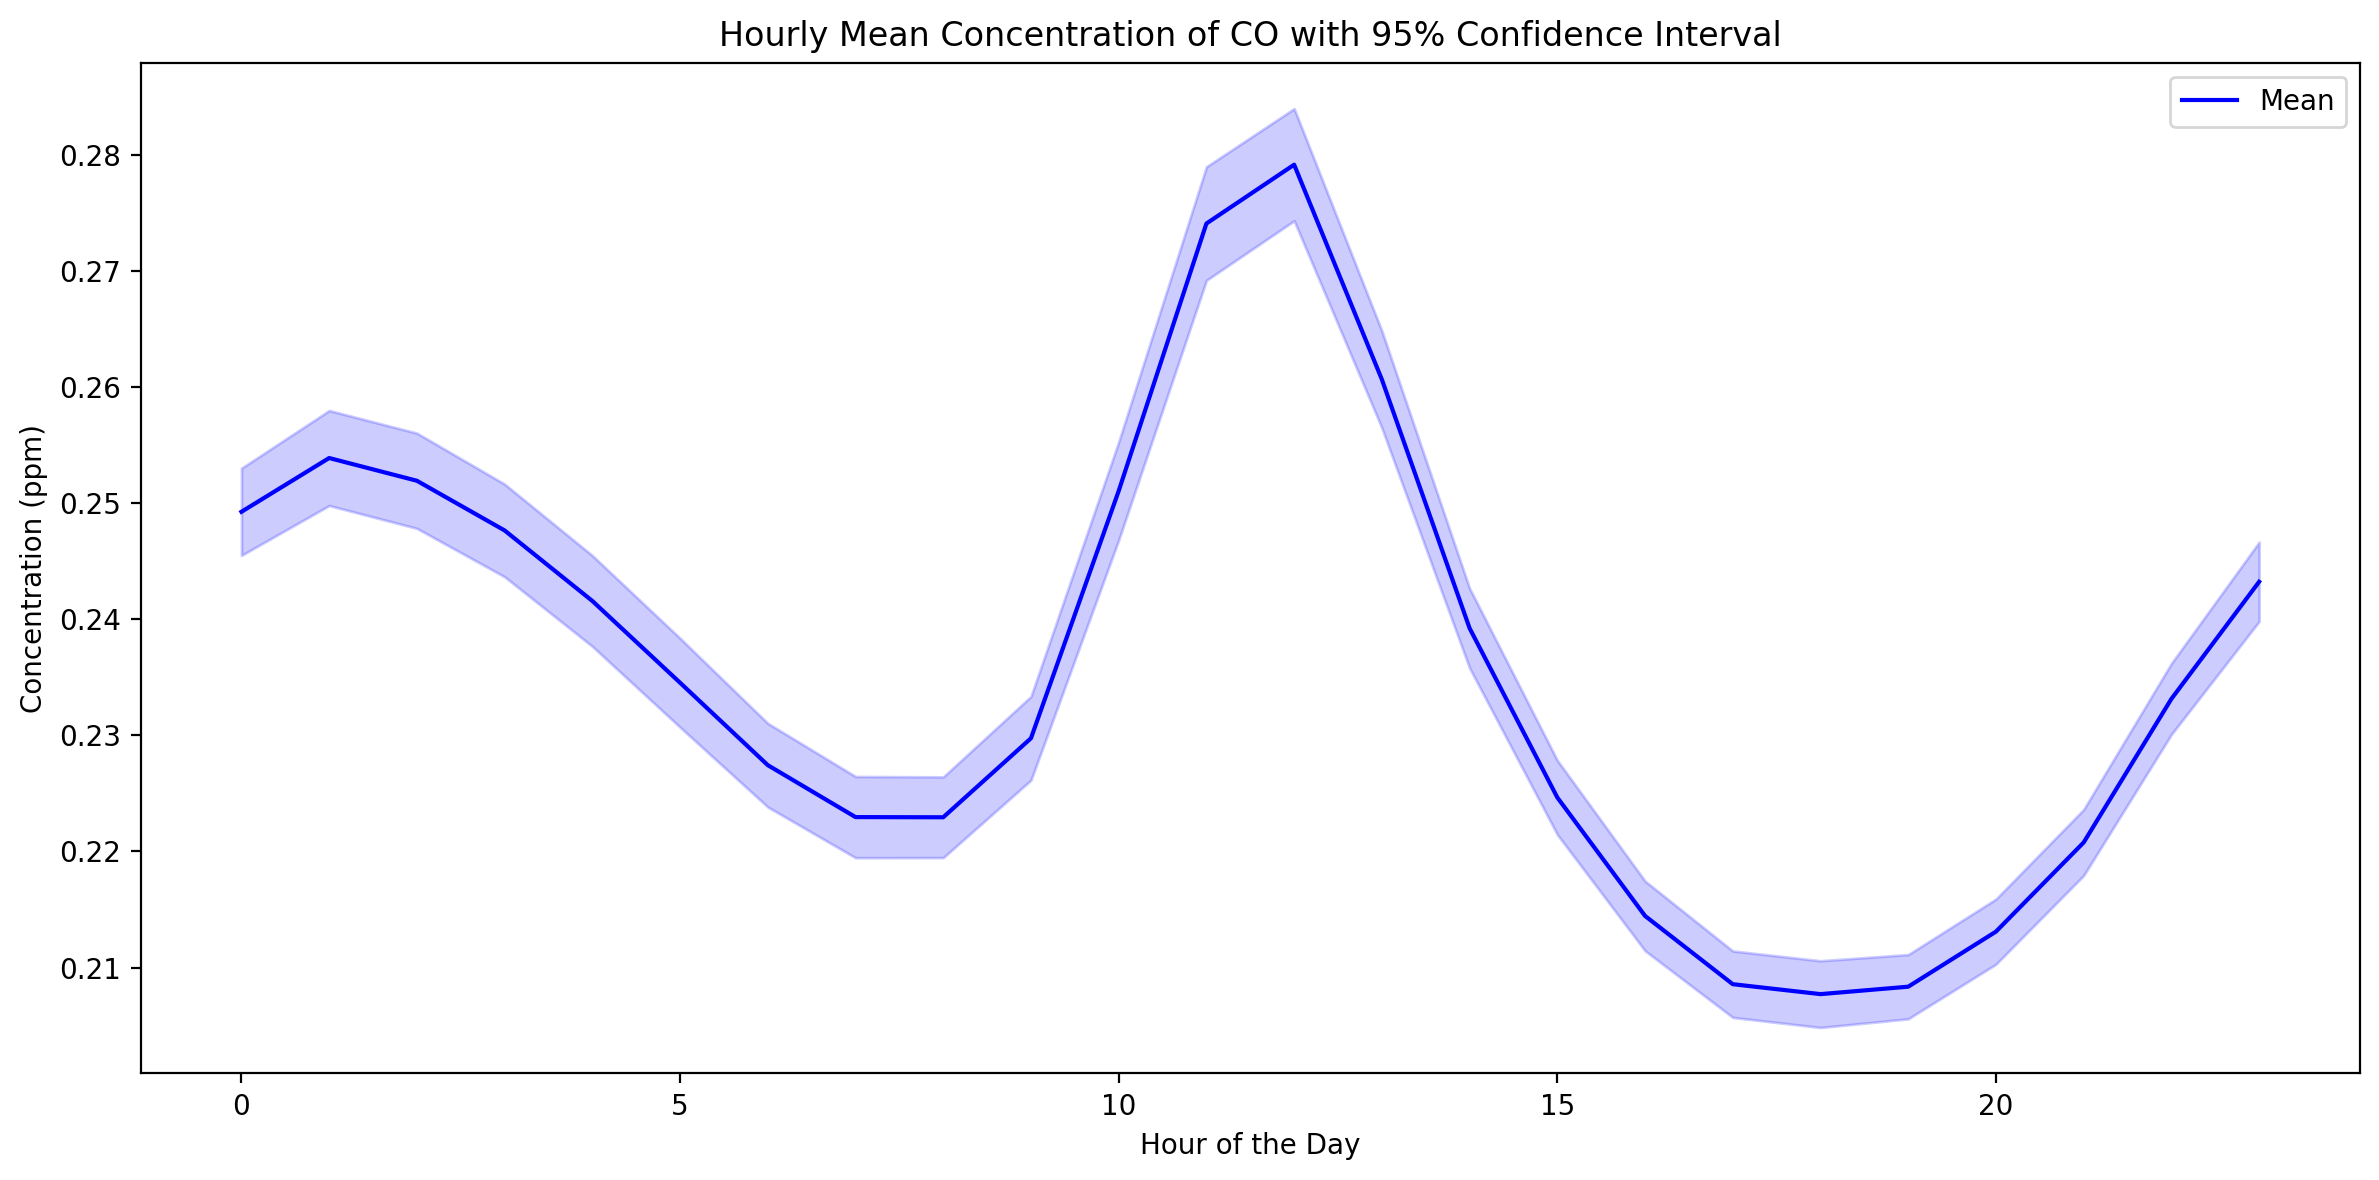 Hourly Mean Concentration of CO with 95% Confidence Interval
Mean
Concentration (ppm)
0.28
0.27
0.26
0.25
0.24
0.23
0.22
0.21
0 5 10 15 20
Hour of the Day